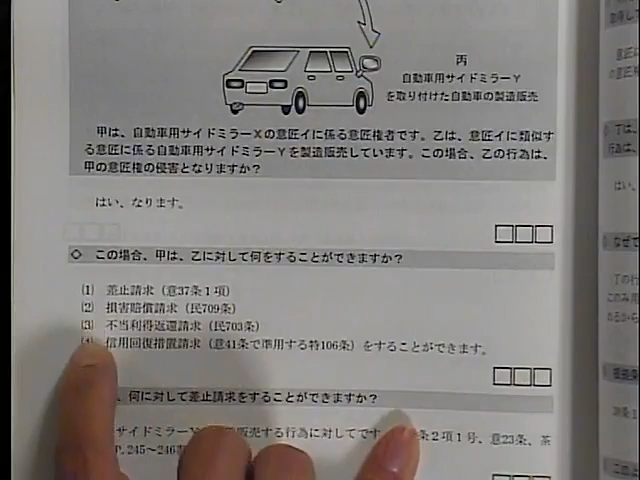 丙
自動車用サイドミラーY
を取り付けた自動車の製造販売
甲は、自動車用サイドミラーXの意匠イに係る意匠権者です。乙は、意匠イに類似す
る意匠に係る自動車用サイドミラーYを製造販売しています。この場合、乙の行為は、
甲の意匠権の侵害となりますか?
はい、なります。
◇ この場合、甲は、乙に対して何をすることができますか?
(1) 差止請求(意37条1項)
(2) 損害賠償請求(民709条)
(3) 不当利得返還請求(民703条)
(4) 信用回復措置請求(意41条で準用する特106条)をすることができます。
、何に対して差止請求をすることができますか?
サイドミラー 販売する行為に対してです 条2項1号、意23条、茶
P.245〜246
はい、
なぜ